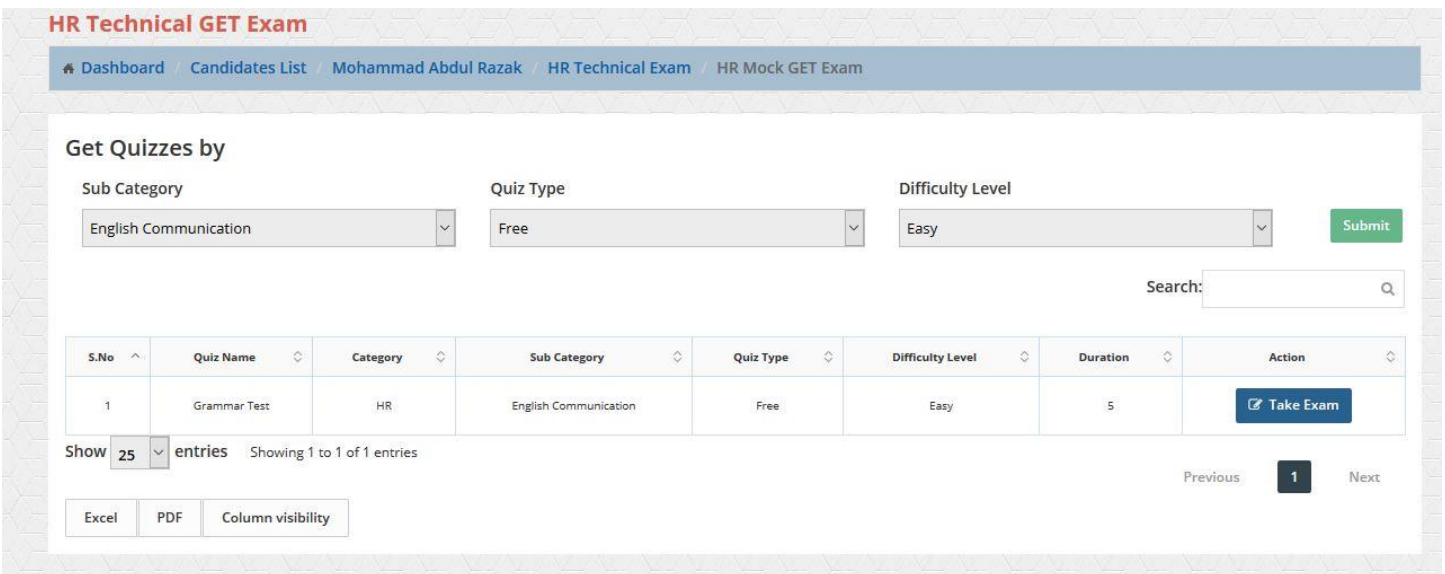 HR Technical GET Exam
Dashboard / Candidates List / Mohammad Abdul Razak / HR Technical Exam / HR Mock GET Exam
Get Quizzes by
Sub Category Quiz Type Difficulty Level
English Communication Free Easy Submit
Search:
S.No Quiz Name Category Sub Category Quiz Type Difficulty Level Duration Action
1 Grammar Test HR English Communication Free Easy 5 Take Exam
Show 25 entries Showing 1 to 1 of 1 entries
Previous 1 Next
Excel PDF Column visibility